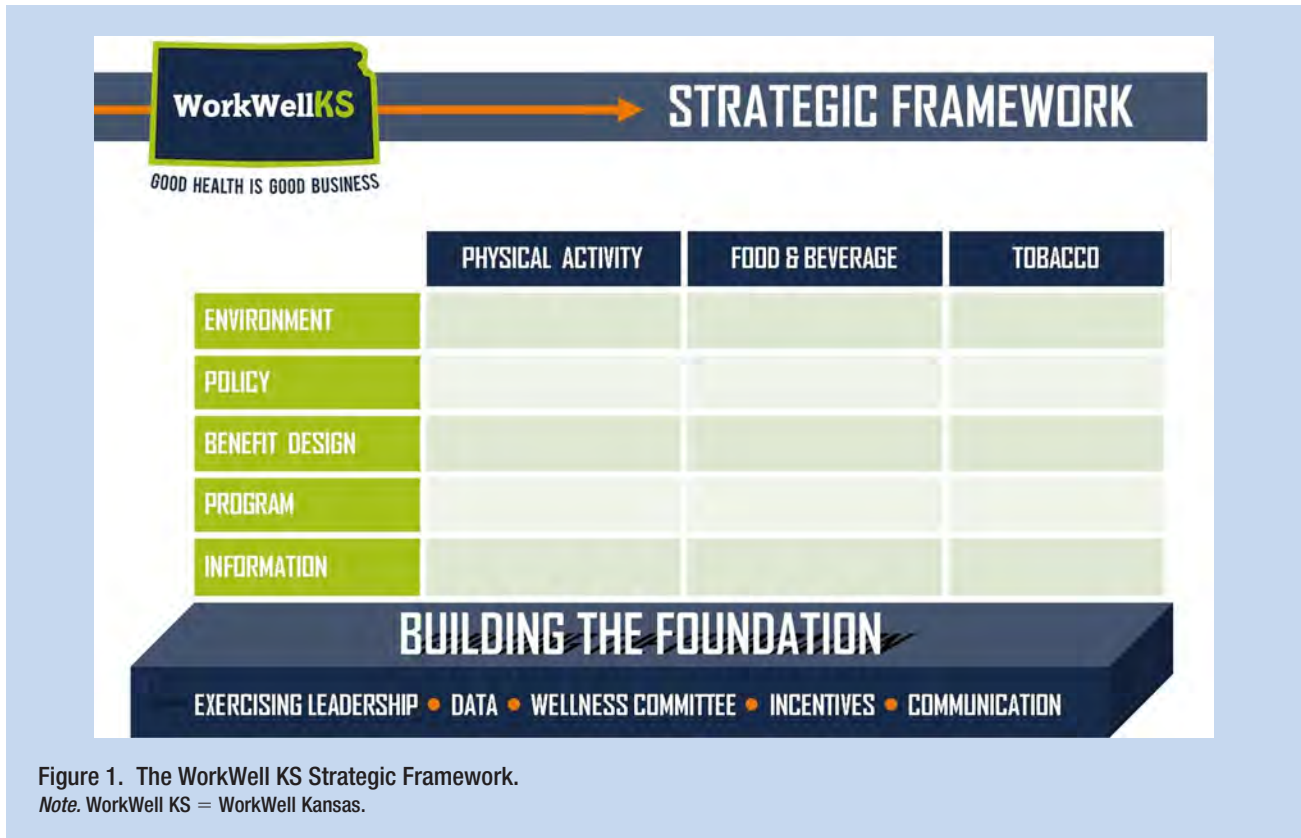 WorkWellKS
STRATEGIC FRAMEWORK
GOOD HEALTH IS GOOD BUSINESS
PHYSICAL ACTIVITY FOOD & BEVERAGE TOBACCO
ENVIRONMENT
POLICY
BENEFIT DESIGN
PROGRAM
INFORMATION
BUILDING THE FOUNDATION
EXERCISING LEADERSHIP • DATA • WELLNESS COMMITTEE • INCENTIVES • COMMUNICATION
Figure 1. The WorkWell KS Strategic Framework.
Note. WorkWell KS = WorkWell Kansas.